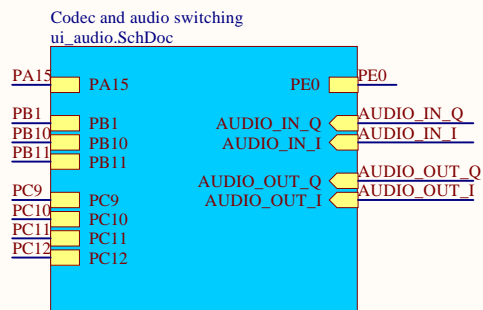 Codec and audio switching
ui_audio.SchDoc
PA15 PA15 PE0 PE0
PB1 PB1 AUDIO_IN_Q AUDIO_IN_Q
PB10 PB10 AUDIO_IN_I AUDIO_IN_I
PB11 PB11
AUDIO_OUT_Q AUDIO_OUT_Q
PC9 PC9 AUDIO_OUT_I AUDIO_OUT_I
PC10 PC10
PC11 PC11
PC12 PC12